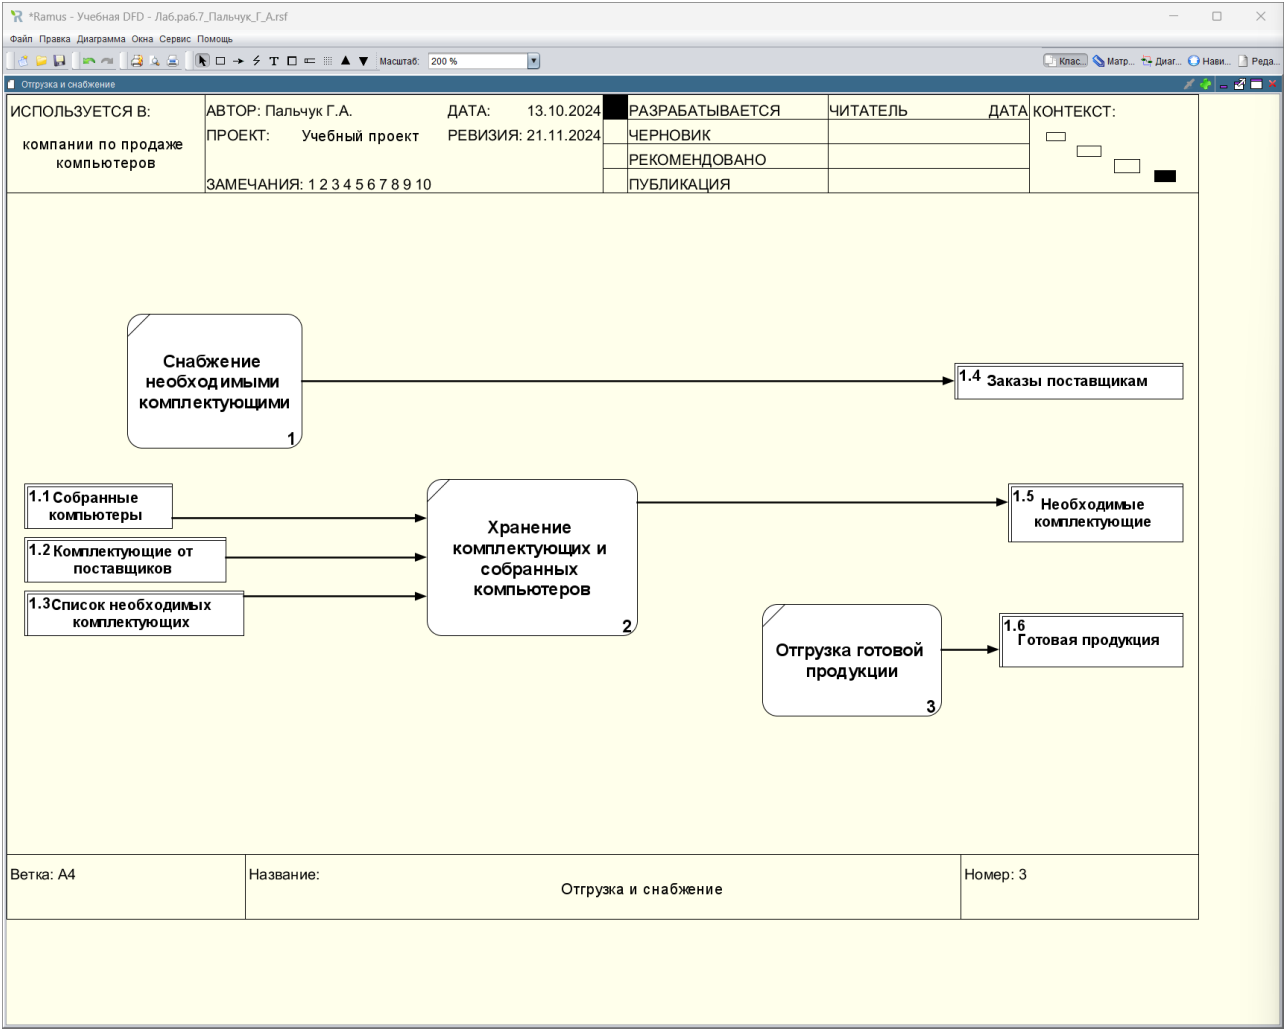 *Ramus - Учебная DFD - Лаб.раб.7_Пальчук_Г_А.rsf
Файл Правка Диаграмма Окна Сервис Помощь
Масштаб: 200 %
Клас... Матр... Диаг... Нави... Реда...
Отгрузка и снабжение
ИСПОЛЬЗУЕТСЯ В:
компании по продаже
компьютеров
АВТОР: Пальчук Г.А.
ДАТА: 13.10.2024
ПРОЕКТ: Учебный проект
РЕВИЗИЯ: 21.11.2024
ЗАМЕЧАНИЯ: 1 2 3 4 5 6 7 8 9 10
РАЗРАБАТЫВАЕТСЯ
ЧЕРНОВИК
РЕКОМЕНДОВАНО
ПУБЛИКАЦИЯ
ЧИТАТЕЛЬ ДАТА
КОНТЕКСТ:
Снабжение
необходимыми
комплектующими
1
1.4 Заказы поставщикам
1.1 Собранные
компьютеры
1.2 Комплектующие от
поставщиков
1.3 Список необходимых
комплектующих
Хранение
комплектующих и
собранных
компьютеров
2
1.5 Необходимые
комплектующие
Отгрузка готовой
продукции
3
1.6
Готовая продукция
Ветка: A4
Название:
Отгрузка и снабжение
Номер: 3